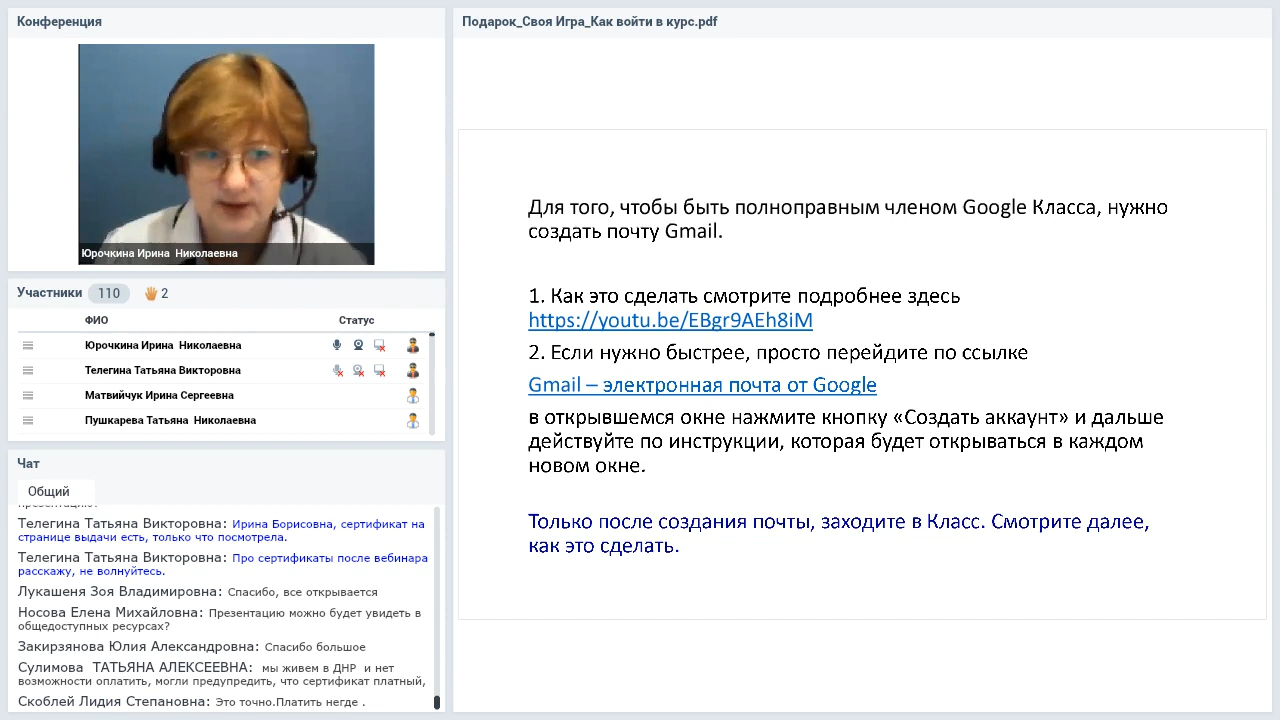 Конференция
Юрочкина Ирина Николаевна
Участники 110 2
ФИО Статус
Юрочкина Ирина Николаевна
Телегина Татьяна Викторовна
Матвийчук Ирина Сергеевна
Пушкарева Татьяна Николаевна
Чат
Общий
Телегина Татьяна Викторовна: Ирина Борисовна, сертификат на
странице выдачи есть, только что посмотрела.
Телегина Татьяна Викторовна: Про сертификаты после вебинара
расскажу, не волнуйтесь.
Лукашеня Зоя Владимировна: Спасибо, все открывается
Носова Елена Михайловна: Презентацию можно будет увидеть в
общедоступных ресурсах?
Закирзянова Юлия Александровна: Спасибо большое
Сулимова ТАТЬЯНА АЛЕКСЕЕВНА: мы живем в ДНР и нет
возможности оплатить, могли предупредить, что сертификат платный,
Скоблей Лидия Степановна: Это точно.Платить негде .
Подарок_Своя Игра_Как войти в курс.pdf
Для того, чтобы быть полноправным членом Google Класса, нужно
создать почту Gmail.
1. Как это сделать смотрите подробнее здесь
https://youtu.be/EBgr9AEh8iM
2. Если нужно быстрее, просто перейдите по ссылке
Gmail – электронная почта от Google
в открывшемся окне нажмите кнопку «Создать аккаунт» и дальше
действуйте по инструкции, которая будет открываться в каждом
новом окне.
Только после создания почты, заходите в Класс. Смотрите далее,
как это сделать.